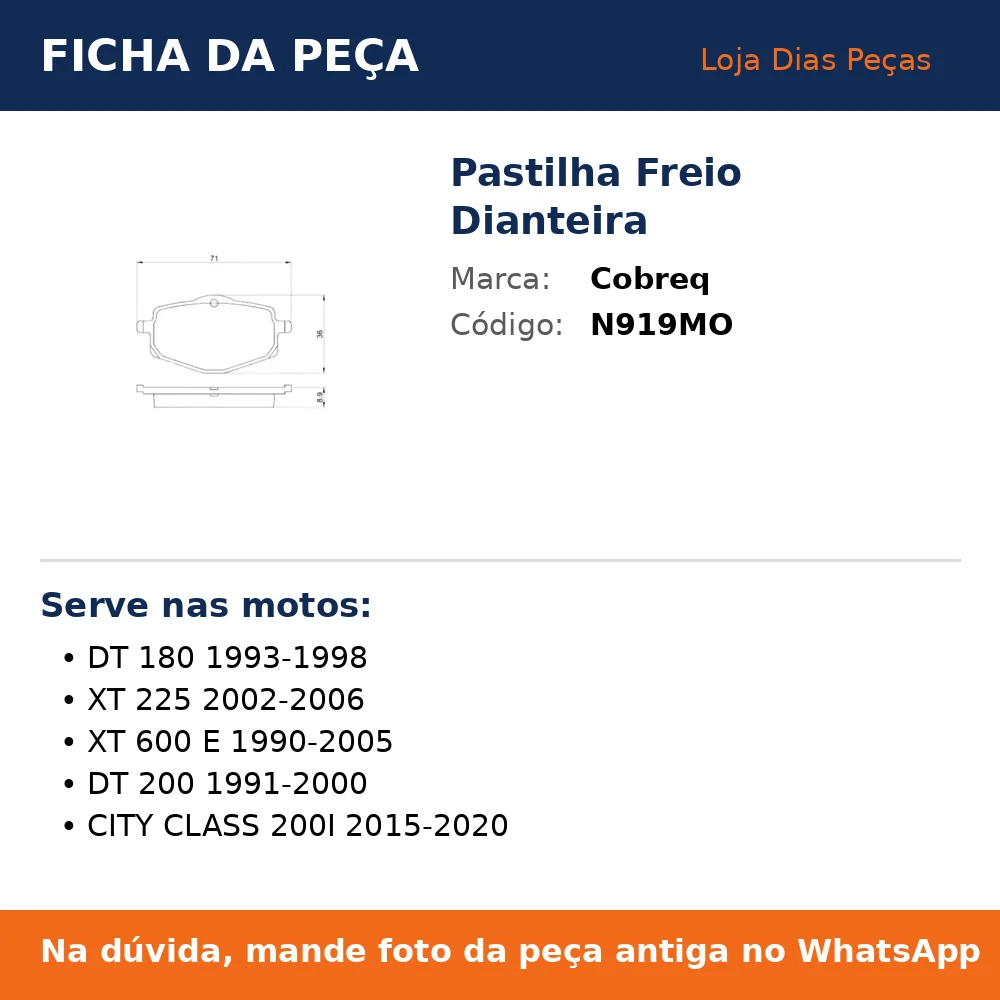 FICHA DA PEÇA
Loja Dias Peças
Pastilha Freio
Dianteira
Marca: Cobreq
Código: N919MO
71
36
8,9
Serve nas motos:
• DT 180 1993-1998
• XT 225 2002-2006
• XT 600 E 1990-2005
• DT 200 1991-2000
• CITY CLASS 200I 2015-2020
Na dúvida, mande foto da peça antiga no WhatsApp